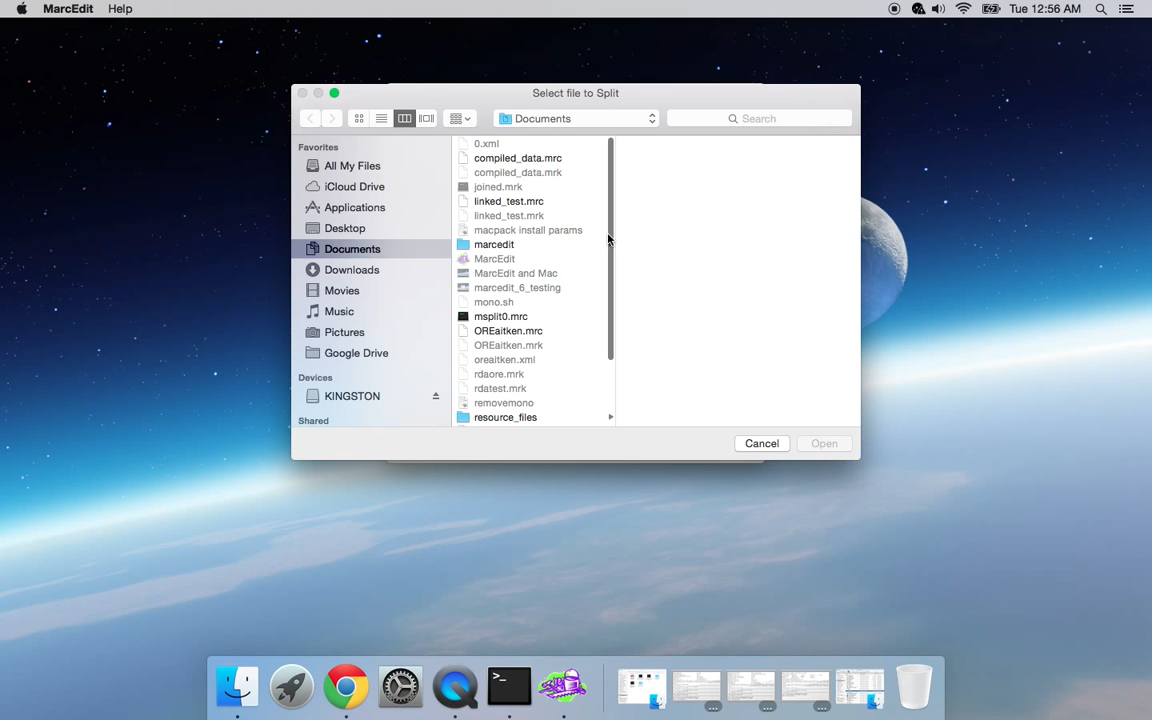 MarcEdit Help Tue 12:56 AM
Select file to Split
Documents Search
Favorites
All My Files
iCloud Drive
Applications
Desktop
Documents
Downloads
Movies
Music
Pictures
Google Drive
Devices
KINGSTON
Shared
0.xml
compiled_data.mrc
compiled_data.mrk
joined.mrk
linked_test.mrc
linked_test.mrk
macpack install params
marcedit
MarcEdit
MarcEdit and Mac
marcedit_6_testing
mono.sh
msplit0.mrc
OREaitken.mrc
OREaitken.mrk
oreaitken.xml
rdaore.mrk
rdatest.mrk
removemono
resource_files
Cancel Open